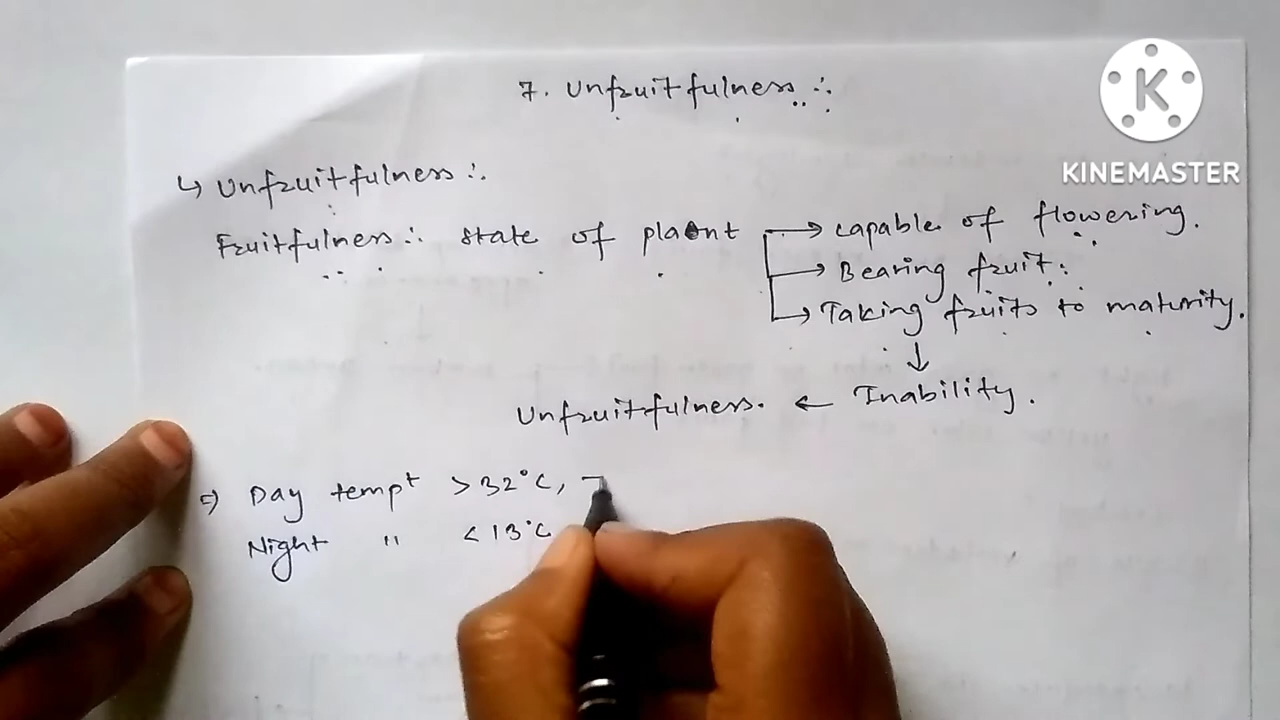 7. Unfruitfulness :.
K
KINEMASTER
↳ Unfruitfulness :.
Fruitfulness :. state of plant → capable of flowering.
→ Bearing fruit.
→ Taking fruits to maturity.
↓
Unfruitfulness. ← Inability.
⇒ Day tempt >32°C,
Night " <13°C